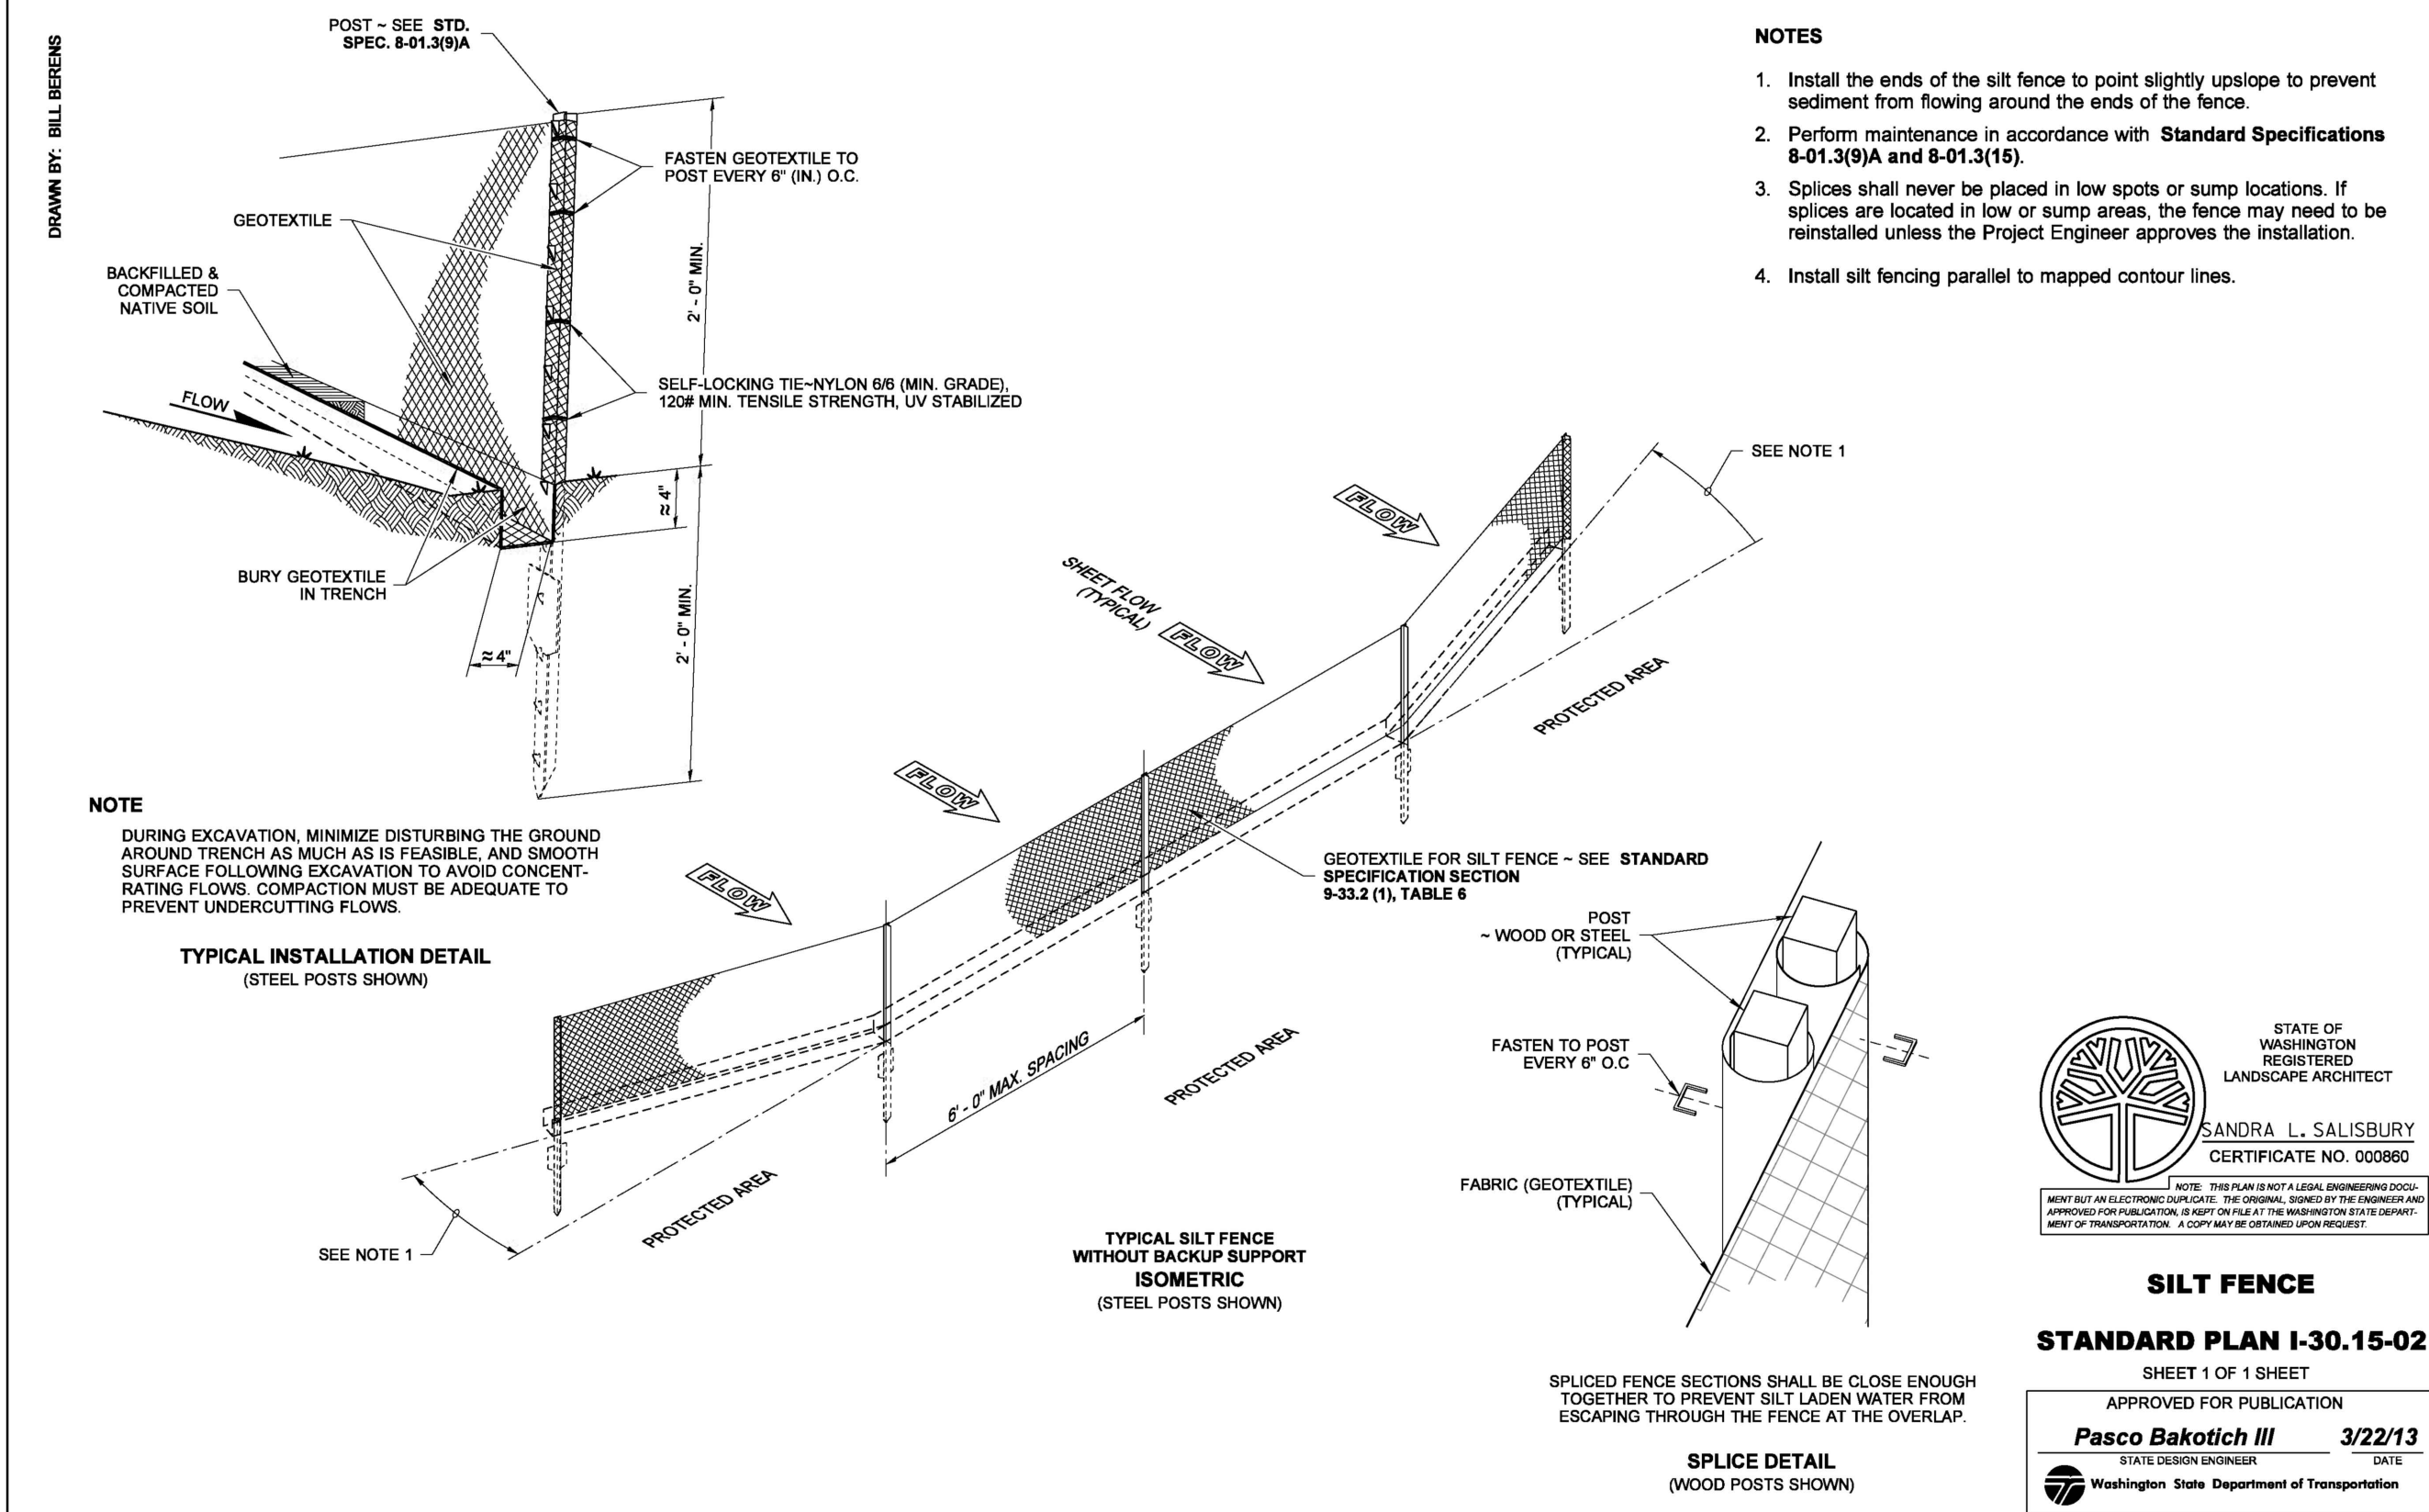 DRAWN BY: BILL BERENS
POST ~ SEE STD.
SPEC. 8-01.3(9)A
FASTEN GEOTEXTILE TO
POST EVERY 6" (IN.) O.C.
GEOTEXTILE
BACKFILLED &
COMPACTED
NATIVE SOIL
FLOW
2' - 0" MIN.
SELF-LOCKING TIE~NYLON 6/6 (MIN. GRADE),
120# MIN. TENSILE STRENGTH, UV STABILIZED
≈ 4"
BURY GEOTEXTILE
IN TRENCH
≈ 4"
2' - 0" MIN.
NOTE
DURING EXCAVATION, MINIMIZE DISTURBING THE GROUND
AROUND TRENCH AS MUCH AS IS FEASIBLE, AND SMOOTH
SURFACE FOLLOWING EXCAVATION TO AVOID CONCENT-
RATING FLOWS. COMPACTION MUST BE ADEQUATE TO
PREVENT UNDERCUTTING FLOWS.
TYPICAL INSTALLATION DETAIL
(STEEL POSTS SHOWN)
NOTES
1. Install the ends of the silt fence to point slightly upslope to prevent
sediment from flowing around the ends of the fence.
2. Perform maintenance in accordance with Standard Specifications
8-01.3(9)A and 8-01.3(15).
3. Splices shall never be placed in low spots or sump locations. If
splices are located in low or sump areas, the fence may need to be
reinstalled unless the Project Engineer approves the installation.
4. Install silt fencing parallel to mapped contour lines.
SEE NOTE 1
FLOW
SHEET FLOW
(TYPICAL)
FLOW
PROTECTED AREA
FLOW
FLOW
GEOTEXTILE FOR SILT FENCE ~ SEE STANDARD
SPECIFICATION SECTION
9-33.2 (1), TABLE 6
6' - 0" MAX. SPACING
PROTECTED AREA
PROTECTED AREA
SEE NOTE 1
TYPICAL SILT FENCE
WITHOUT BACKUP SUPPORT
ISOMETRIC
(STEEL POSTS SHOWN)
POST
~ WOOD OR STEEL
(TYPICAL)
FASTEN TO POST
EVERY 6" O.C
FABRIC (GEOTEXTILE)
(TYPICAL)
SPLICED FENCE SECTIONS SHALL BE CLOSE ENOUGH
TOGETHER TO PREVENT SILT LADEN WATER FROM
ESCAPING THROUGH THE FENCE AT THE OVERLAP.
SPLICE DETAIL
(WOOD POSTS SHOWN)
STATE OF
WASHINGTON
REGISTERED
LANDSCAPE ARCHITECT
SANDRA L. SALISBURY
CERTIFICATE NO. 000860
NOTE: THIS PLAN IS NOT A LEGAL ENGINEERING DOCU-
MENT BUT AN ELECTRONIC DUPLICATE. THE ORIGINAL, SIGNED BY THE ENGINEER AND
APPROVED FOR PUBLICATION, IS KEPT ON FILE AT THE WASHINGTON STATE DEPART-
MENT OF TRANSPORTATION. A COPY MAY BE OBTAINED UPON REQUEST.
SILT FENCE
STANDARD PLAN I-30.15-02
SHEET 1 OF 1 SHEET
APPROVED FOR PUBLICATION
Pasco Bakotich III 3/22/13
STATE DESIGN ENGINEER DATE
Washington State Department of Transportation